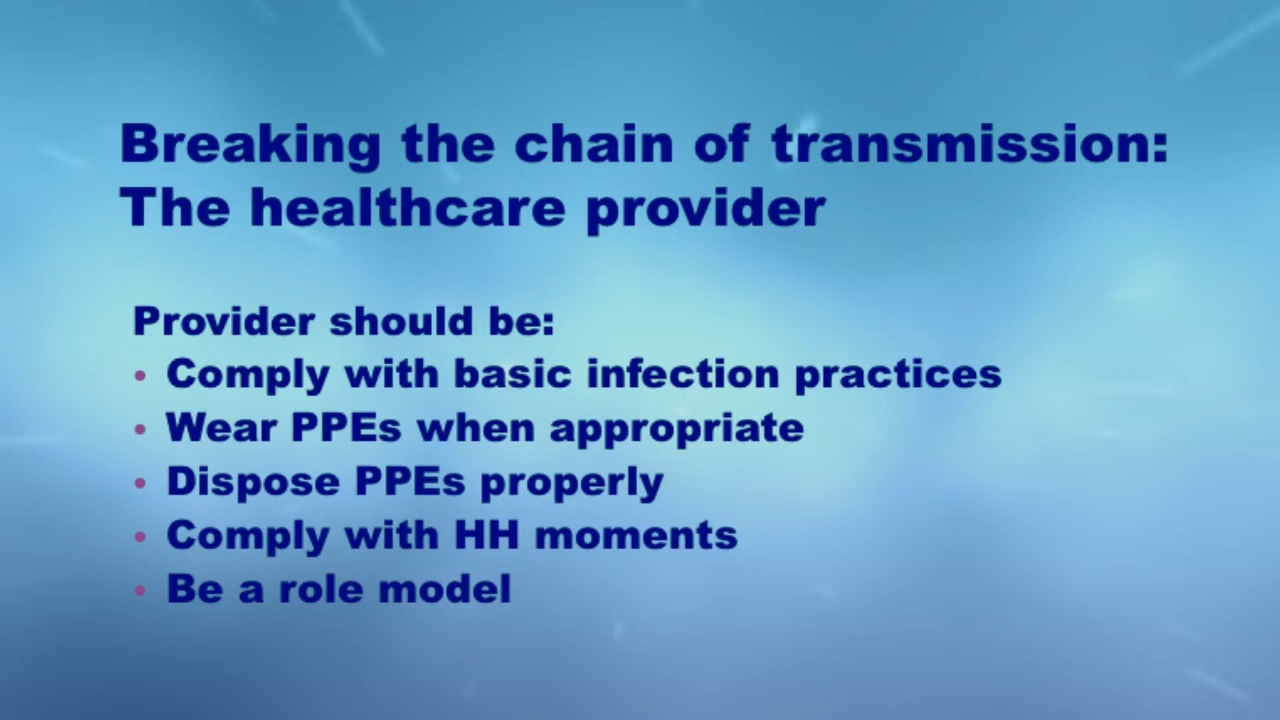 Breaking the chain of transmission:
The healthcare provider
Provider should be:
• Comply with basic infection practices
• Wear PPEs when appropriate
• Dispose PPEs properly
• Comply with HH moments
• Be a role model